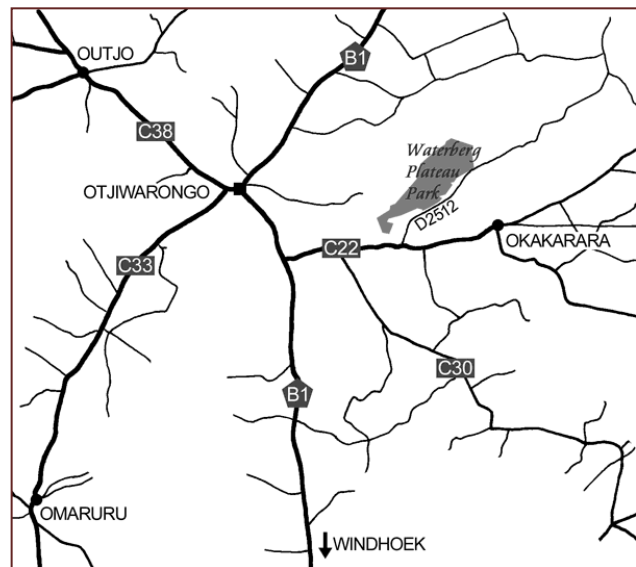 OUTJO
B1
C38
Waterberg
Plateau
Park
OTJIWARONGO
D2512
OKAKARARA
C22
C33
C30
B1
OMARURU
WINDHOEK